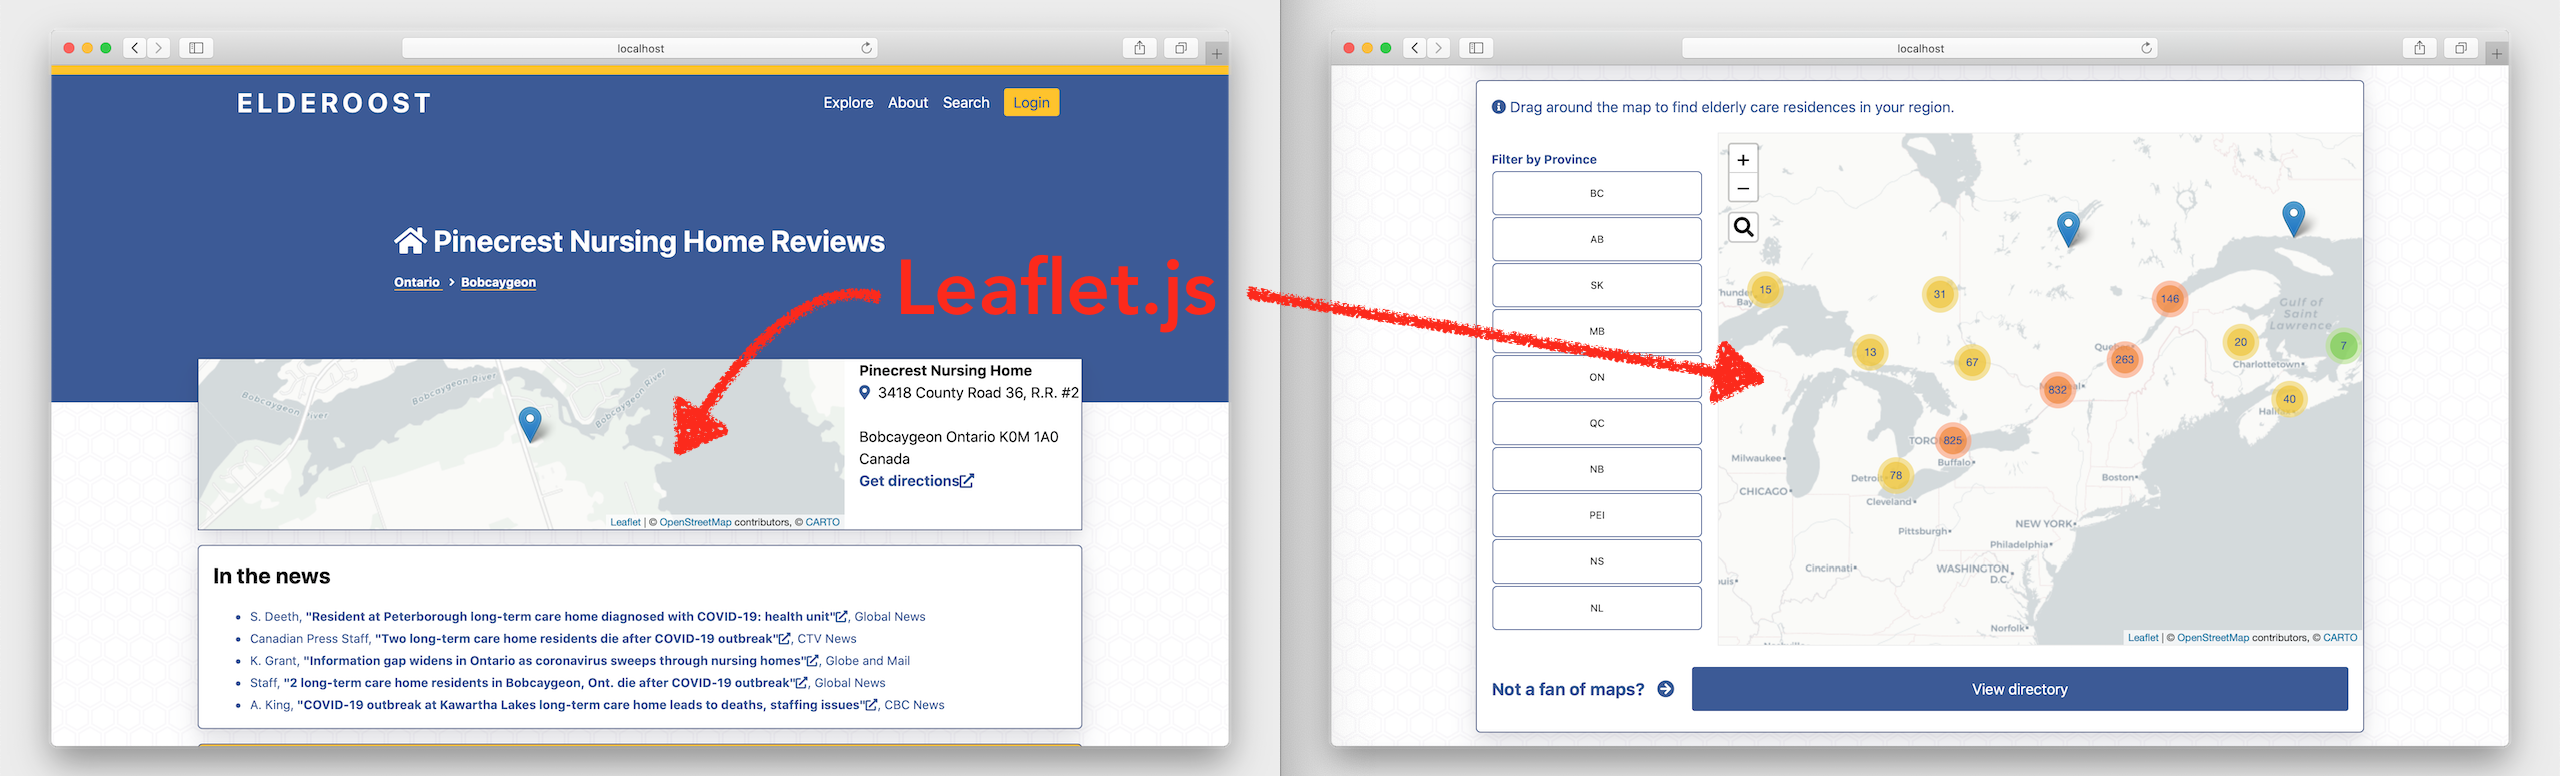 localhost
ELDEROOST
Explore About Search Login
Pinecrest Nursing Home Reviews
Ontario > Bobcaygeon
Leaflet.js
Bobcaygeon River
Bobcaygeon River
Bobcaygeon River
Pinecrest Nursing Home
3418 County Road 36, R.R. #2
Bobcaygeon Ontario K0M 1A0
Canada
Get directions
Leaflet | © OpenStreetMap contributors, © CARTO
In the news
• S. Deeth, "Resident at Peterborough long-term care home diagnosed with COVID-19: health unit", Global News
• Canadian Press Staff, "Two long-term care home residents die after COVID-19 outbreak", CTV News
• K. Grant, "Information gap widens in Ontario as coronavirus sweeps through nursing homes", Globe and Mail
• Staff, "2 long-term care home residents in Bobcaygeon, Ont. die after COVID-19 outbreak", Global News
• A. King, "COVID-19 outbreak at Kawartha Lakes long-term care home leads to deaths, staffing issues", CBC News
localhost
Drag around the map to find elderly care residences in your region.
Filter by Province
BC
AB
SK
MB
ON
QC
NB
PEI
NS
NL
+
−
15
31
146
13
67
263
20
7
832
40
825
78
Bay
Gulf of
Saint
Lawrence
Charlottetown
Milwaukee
CHICAGO
Buffalo
Cleveland
Boston
Pittsburgh
NEW YORK
Philadelphia
Cincinnati
WASHINGTON
D.C.
Norfolk
Leaflet | © OpenStreetMap contributors, © CARTO
Not a fan of maps?
View directory